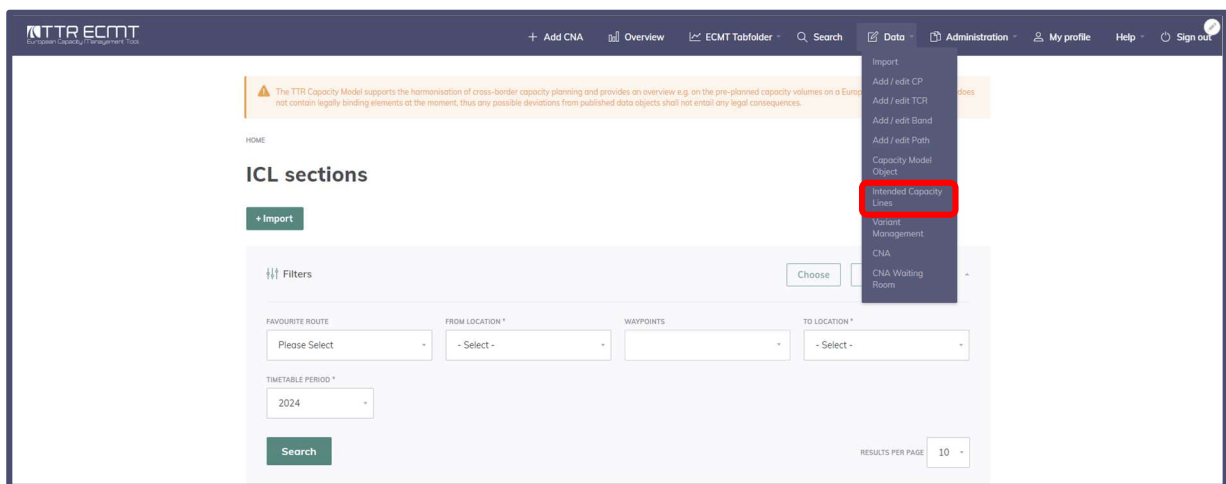 TTR ECMT
European Capacity Management Tool
+ Add CNA
Overview
ECMT Tabfolder
Search
Data
Administration
My profile
Help
Sign out
Import
Add / edit CP
Add / edit TCR
Add / edit Band
Add / edit Path
Capacity Model
Object
Intended Capacity
Lines
Variant
Management
CNA
CNA Waiting
Room
The TTR Capacity Model supports the harmonisation of cross-border capacity planning and provides an overview e.g. on the pre-planned capacity volumes on a Euro does
not contain legally binding elements at the moment, thus any possible deviations from published data objects shall not entail any legal consequences.
HOME
ICL sections
+ Import
Filters
Choose
FAVOURITE ROUTE
FROM LOCATION *
WAYPOINTS
TO LOCATION *
Please Select
- Select -
- Select -
TIMETABLE PERIOD *
2024
Search
RESULTS PER PAGE
10